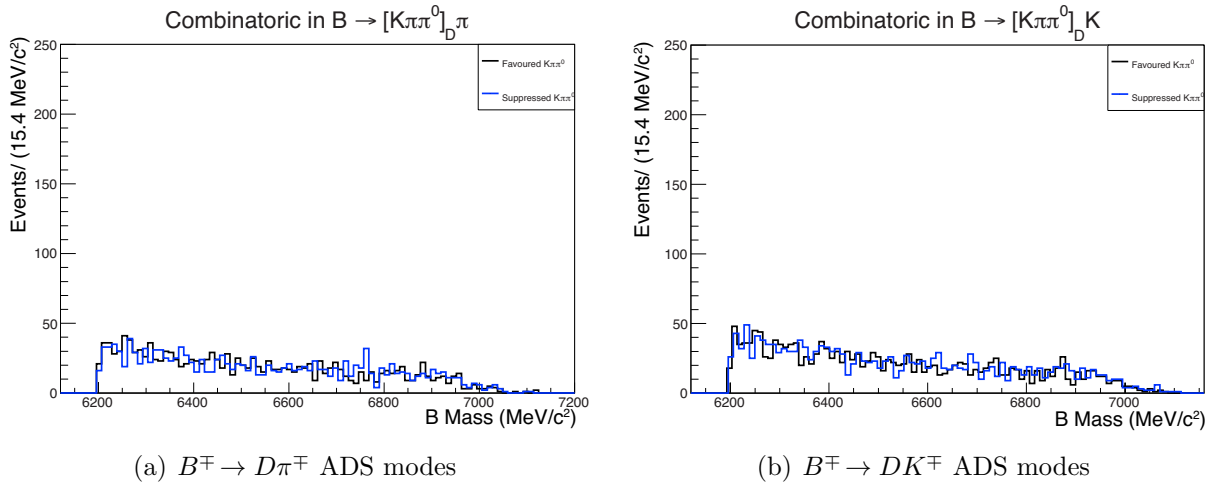 Combinatoric in B → [Kππ⁰]_D π
Events/ (15.4 MeV/c²)
250
200
150
100
50
0
Favoured Kππ⁰
Suppressed Kππ⁰
6200 6400 6600 6800 7000 7200
B Mass (MeV/c²)
(a) B^∓ → Dπ^∓ ADS modes
Combinatoric in B → [Kππ⁰]_D K
Events/ (15.4 MeV/c²)
250
200
150
100
50
0
Favoured Kππ⁰
Suppressed Kππ⁰
6200 6400 6600 6800 7000
B Mass (MeV/c²)
(b) B^∓ → DK^∓ ADS modes